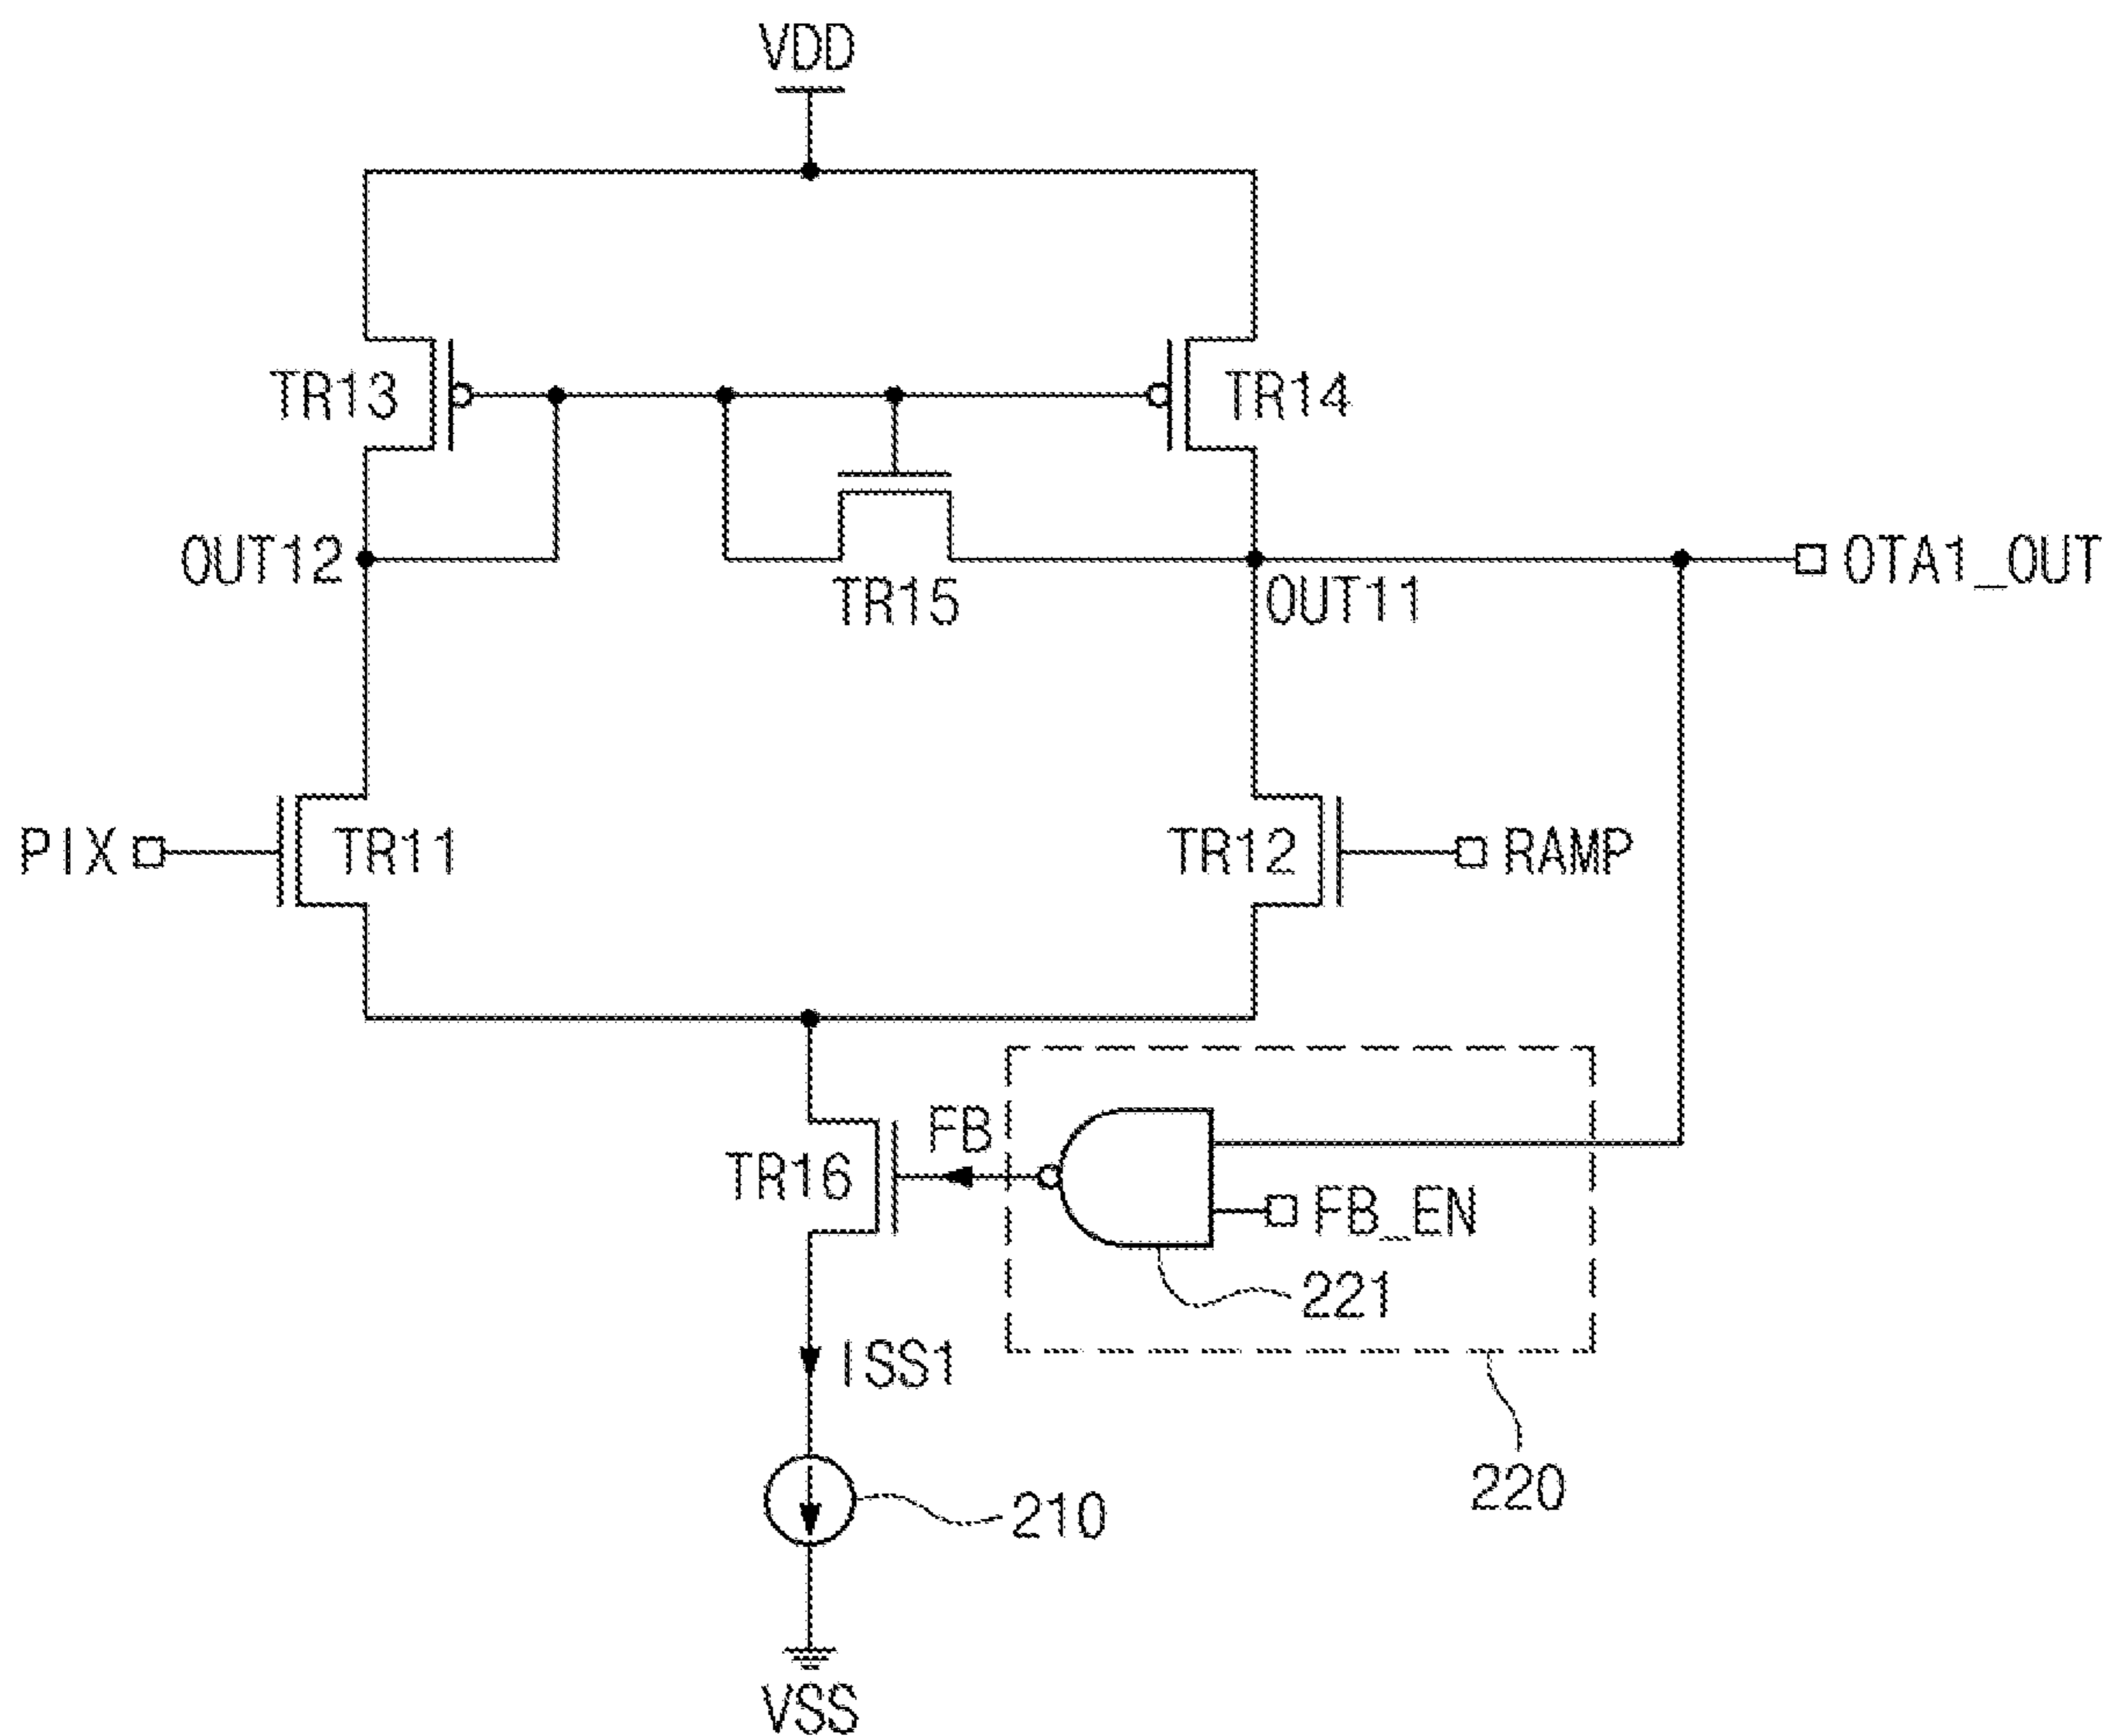 VDD
TR13
TR14
OUT12
TR15
OUT11
OTA1_OUT
PIX
TR11
TR12
RAMP
FB
TR16
FB_EN
221
ISS1
220
210
VSS